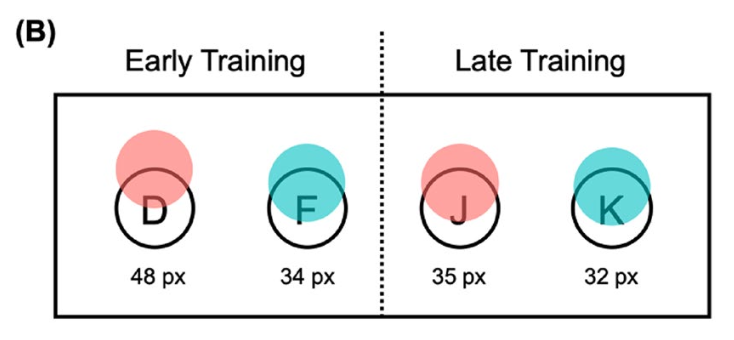 (B)
Early Training
Late Training
D
F
J
K
48 px
34 px
35 px
32 px